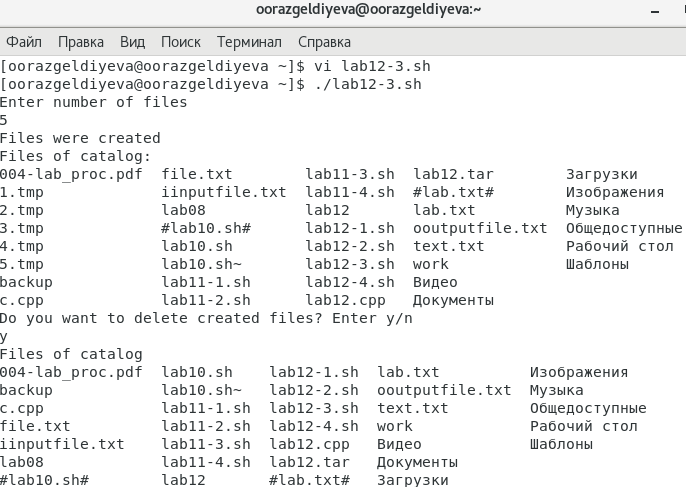 oorazgeldiyeva@oorazgeldiyeva:~
Файл Правка Вид Поиск Терминал Справка
[oorazgeldiyeva@oorazgeldiyeva ~]$ vi lab12-3.sh
[oorazgeldiyeva@oorazgeldiyeva ~]$ ./lab12-3.sh
Enter number of files
5
Files were created
Files of catalog:
004-lab_proc.pdf file.txt lab11-3.sh lab12.tar Загрузки
1.tmp iinputfile.txt lab11-4.sh #lab.txt# Изображения
2.tmp lab08 lab12 lab.txt Музыка
3.tmp #lab10.sh# lab12-1.sh ooutputfile.txt Общедоступные
4.tmp lab10.sh lab12-2.sh text.txt Рабочий стол
5.tmp lab10.sh~ lab12-3.sh work Шаблоны
backup lab11-1.sh lab12-4.sh Видео
c.cpp lab11-2.sh lab12.cpp Документы
Do you want to delete created files? Enter y/n
y
Files of catalog
004-lab_proc.pdf lab10.sh lab12-1.sh lab.txt Изображения
backup lab10.sh~ lab12-2.sh ooutputfile.txt Музыка
c.cpp lab11-1.sh lab12-3.sh text.txt Общедоступные
file.txt lab11-2.sh lab12-4.sh work Рабочий стол
iinputfile.txt lab11-3.sh lab12.cpp Видео Шаблоны
lab08 lab11-4.sh lab12.tar Документы
#lab10.sh# lab12 #lab.txt# Загрузки